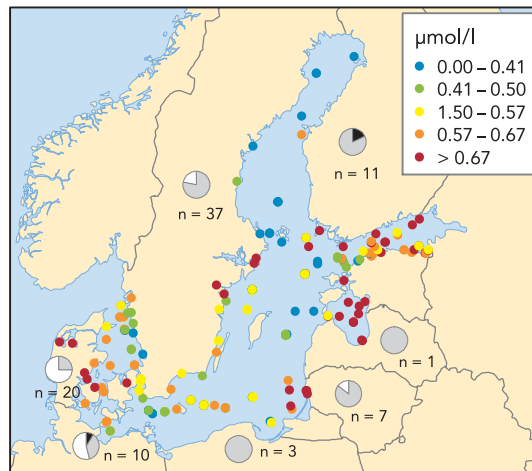 μmol/l
0.00 – 0.41
0.41 – 0.50
1.50 – 0.57
0.57 – 0.67
> 0.67
n = 11
n = 37
n = 1
n = 20
n = 7
n = 10
n = 3